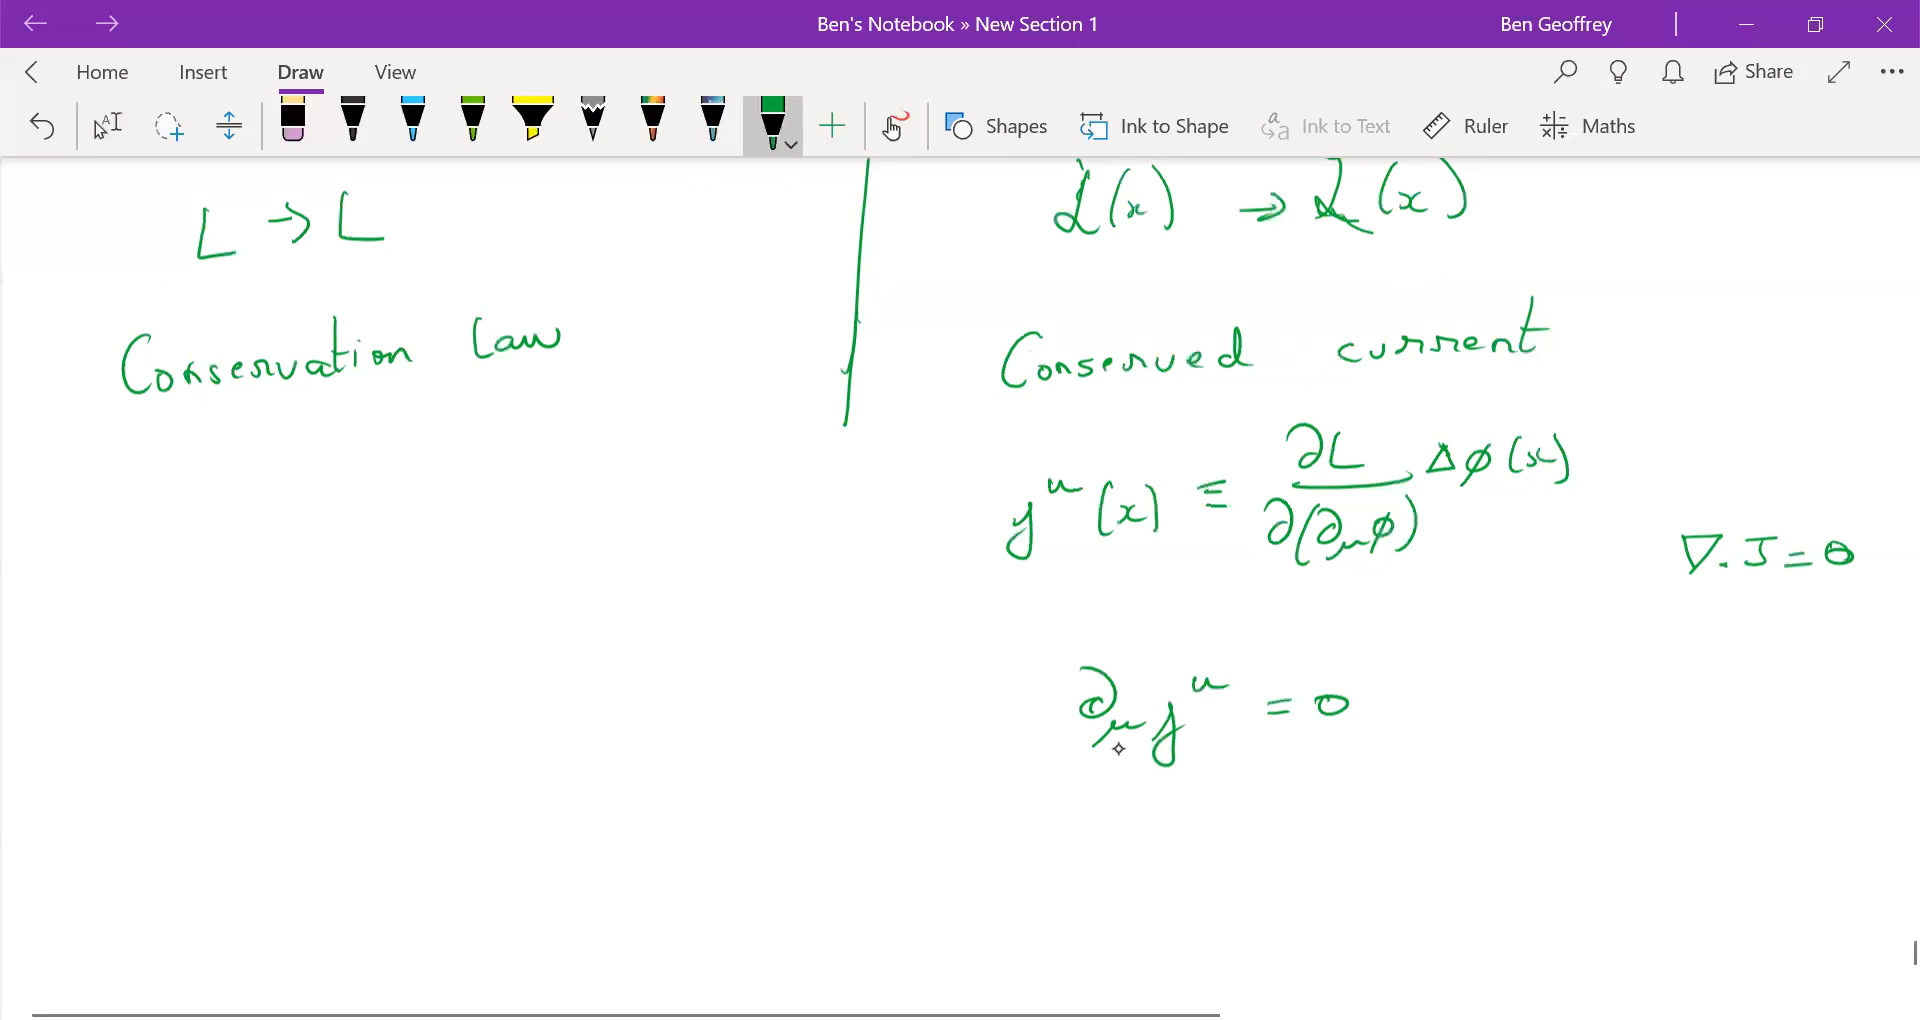 Ben's Notebook » New Section 1
Ben Geoffrey
Home Insert Draw View
Share
Shapes Ink to Shape Ink to Text Ruler Maths
L → L
ℒ(x) → ℒ(x)
Conservation law
Conserved current
j^μ(x) ≡ ∂L/∂(∂_μϕ) Δϕ(x)
∇.J=0
∂_μ j^μ = 0